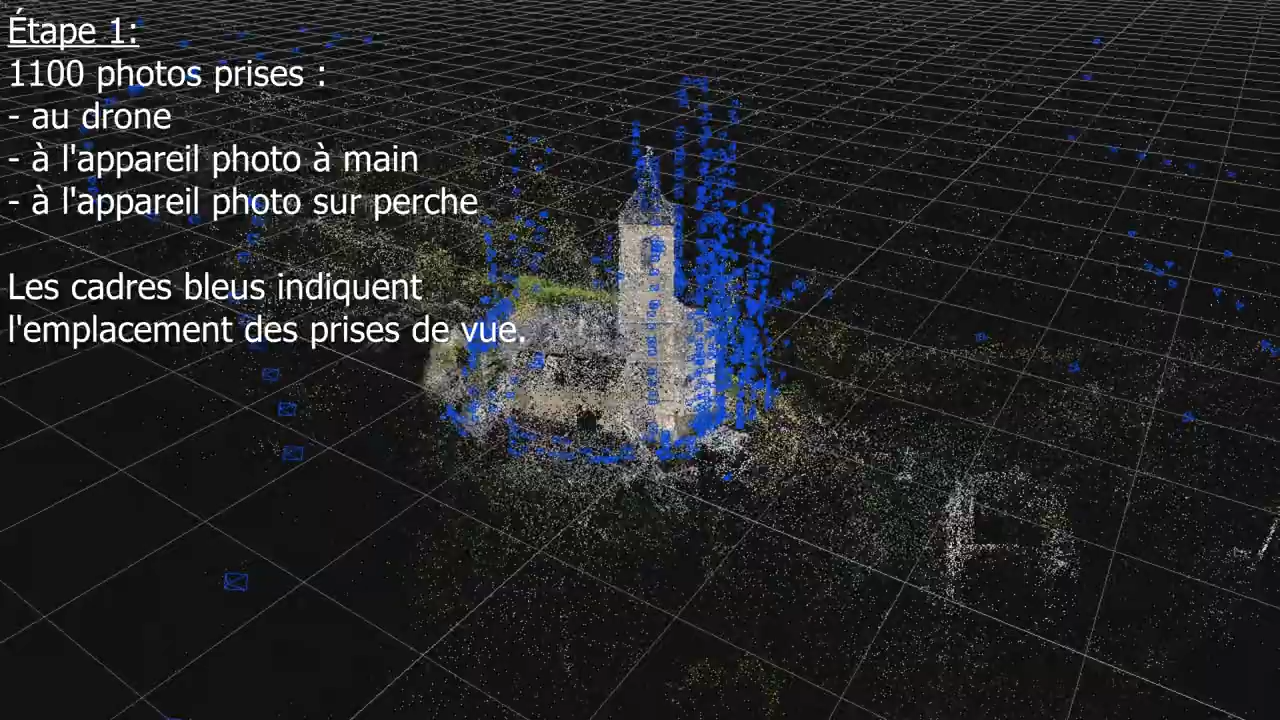 Étape 1:
1100 photos prises :
- au drone
- à l'appareil photo à main
- à l'appareil photo sur perche
Les cadres bleus indiquent
l'emplacement des prises de vue.